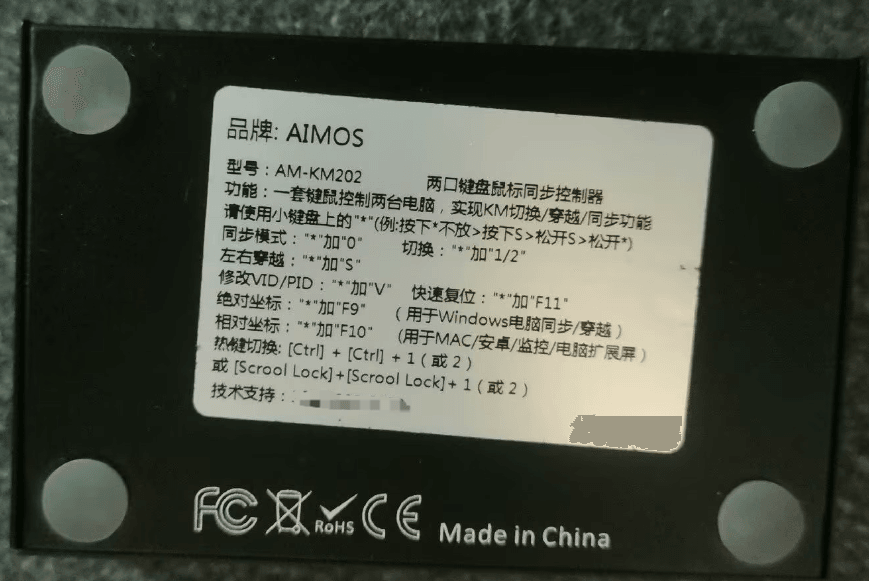 品牌: AIMOS
型号：AM-KM202 两口键盘鼠标同步控制器
功能：一套键鼠控制两台电脑，实现KM切换/穿越/同步功能
请使用小键盘上的"*"(例:按下*不放>按下S>松开S>松开*)
同步模式："*"加"0" 切换："*"加"1/2"
左右穿越："*"加"S"
修改VID/PID："*"加"V" 快速复位："*"加"F11"
绝对坐标："*"加"F9" （用于Windows电脑同步/穿越）
相对坐标："*"加"F10" （用于MAC/安卓/监控/电脑扩展屏）
热键切换: [Ctrl] + [Ctrl] + 1（或 2）
或 [Scrool Lock]+[Scrool Lock]+ 1（或 2）
技术支持：
FC RoHS CE Made in China